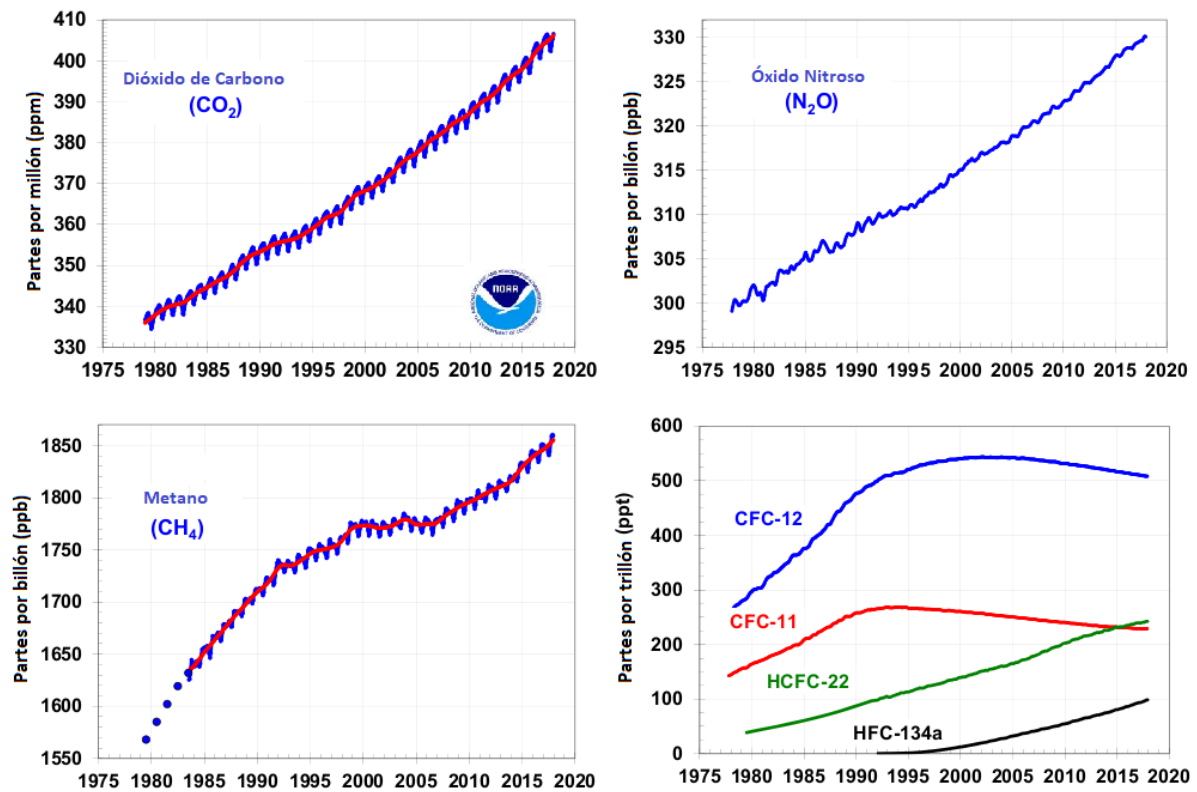 Partes por millón (ppm)
410
400
390
380
370
360
350
340
330
Dióxido de Carbono
(CO₂)
NOAA
1975 1980 1985 1990 1995 2000 2005 2010 2015 2020
Partes por billón (ppb)
330
325
320
315
310
305
300
295
Óxido Nitroso
(N₂O)
1975 1980 1985 1990 1995 2000 2005 2010 2015 2020
Partes por billón (ppb)
1850
1800
1750
1700
1650
1600
1550
Metano
(CH₄)
1975 1980 1985 1990 1995 2000 2005 2010 2015 2020
Partes por trillón (ppt)
600
500
400
300
200
100
0
CFC-12
CFC-11
HCFC-22
HFC-134a
1975 1980 1985 1990 1995 2000 2005 2010 2015 2020